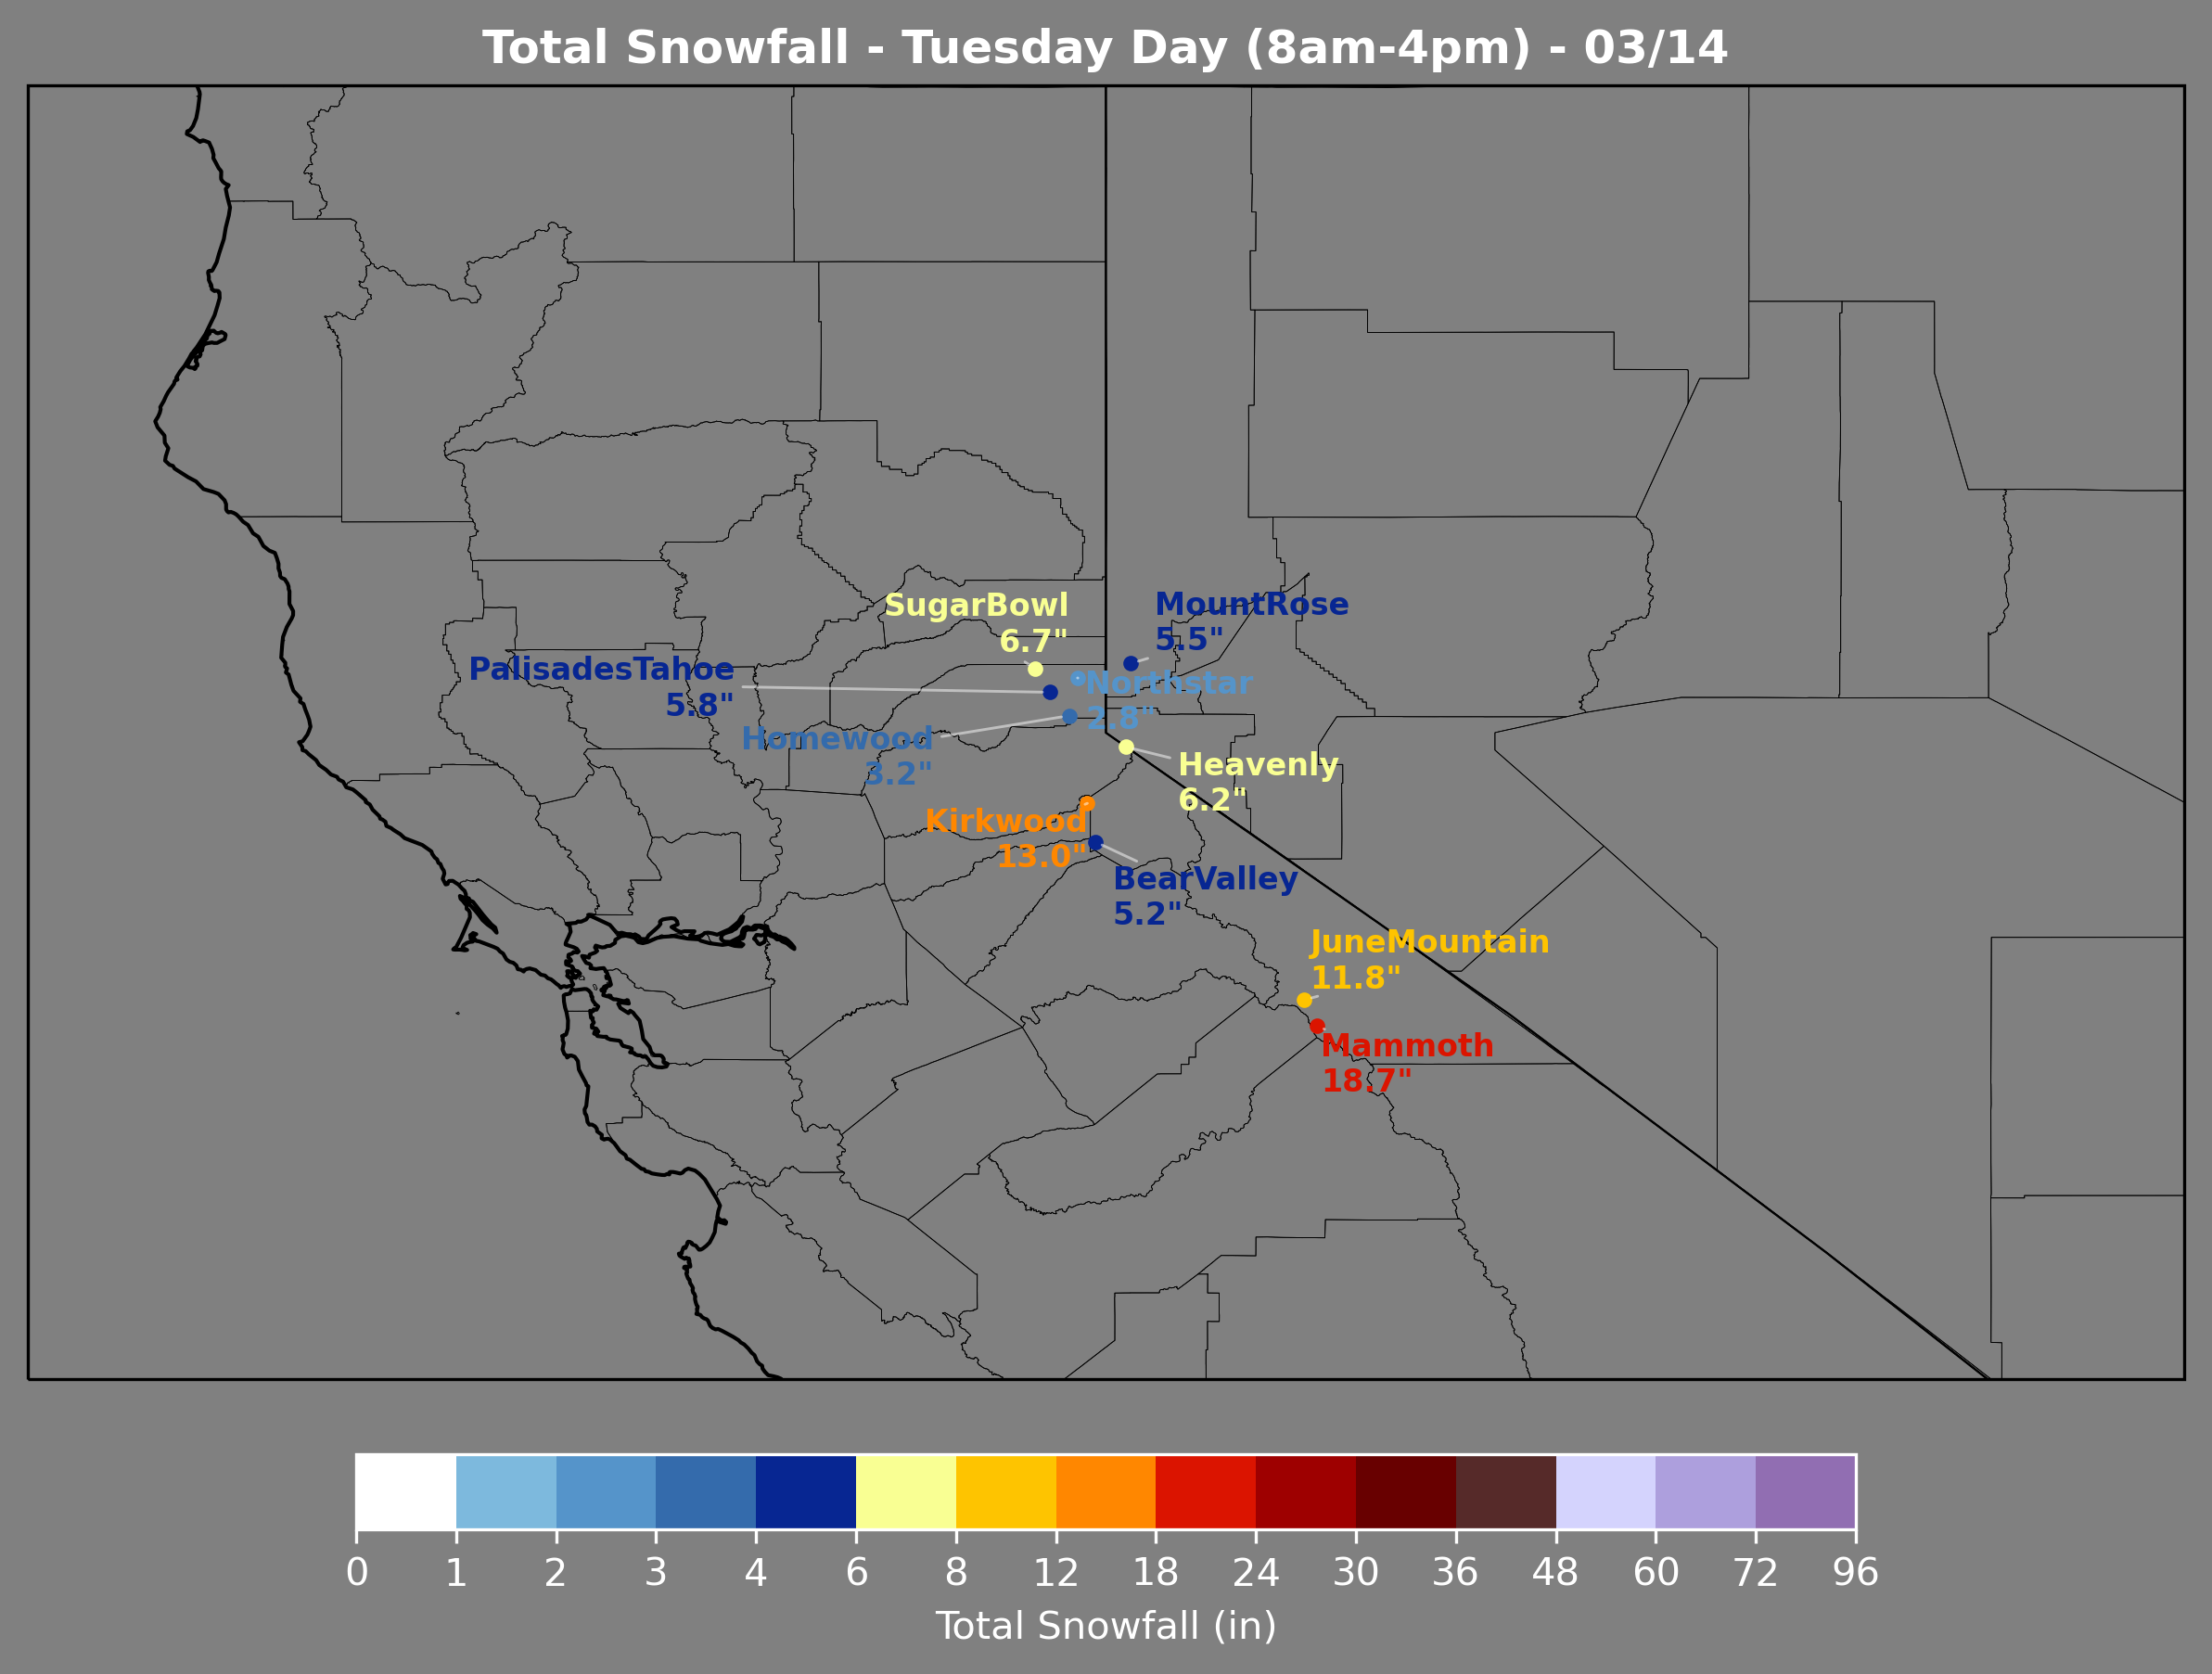 Total Snowfall - Tuesday Day (8am-4pm) - 03/14
SugarBowl
6.7"
MountRose
5.5"
PalisadesTahoe
5.8"
Northstar
2.8"
Homewood
3.2"
Heavenly
6.2"
Kirkwood
13.0"
BearValley
5.2"
JuneMountain
11.8"
Mammoth
18.7"
0 1 2 3 4 6 8 12 18 24 30 36 48 60 72 96
Total Snowfall (in)